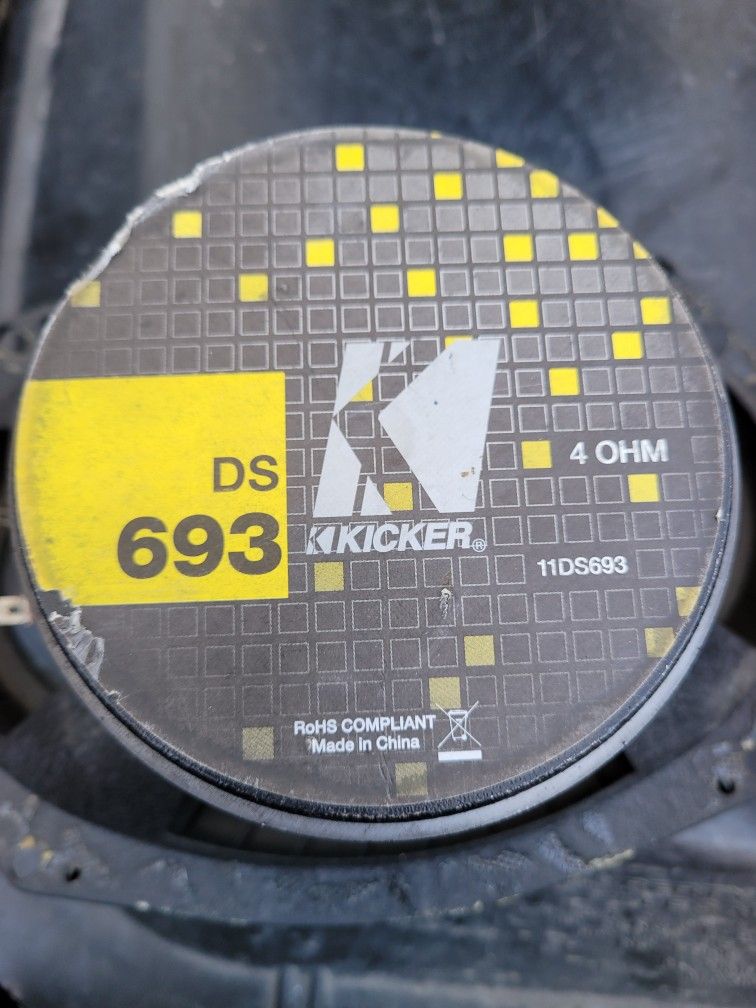 DS
693
KICKER®
4 OHM
11DS693
RoHS COMPLIANT
Made in China